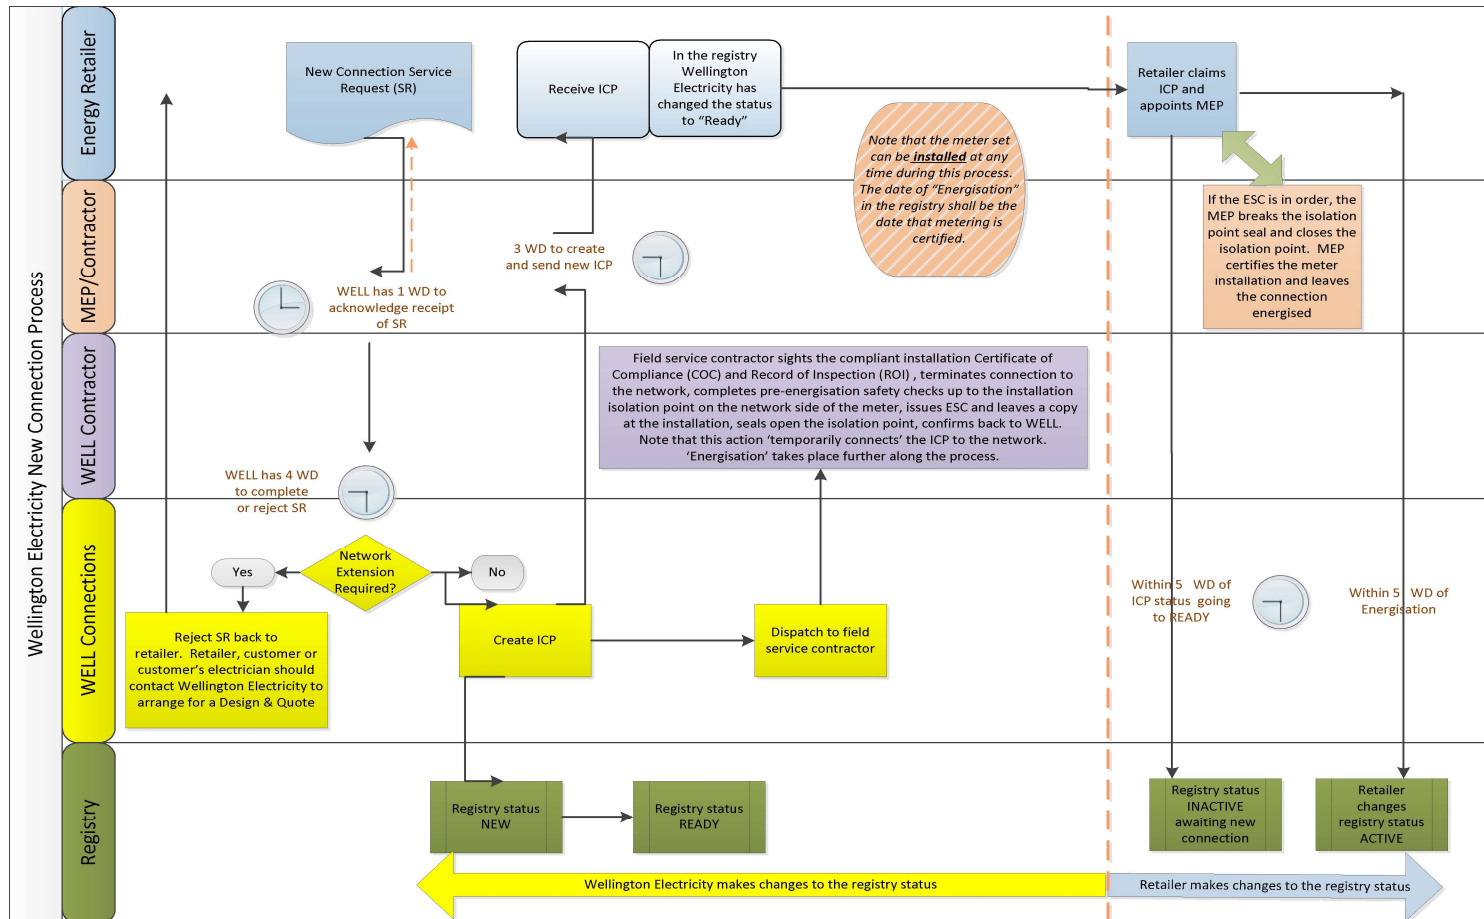 Wellington Electricity New Connection Process
Energy Retailer
New Connection Service
Request (SR)
Receive ICP
In the registry
Wellington
Electricity has
changed the status
to “Ready”
Retailer claims
ICP and
appoints MEP
Note that the meter set
can be installed at any
time during this process.
The date of “Energisation”
in the registry shall be the
date that metering is
certified.
MEP/Contractor
WELL has 1 WD to
acknowledge receipt
of SR
3 WD to create
and send new ICP
If the ESC is in order, the
MEP breaks the isolation
point seal and closes the
isolation point.  MEP
certifies the meter
installation and leaves
the connection
energised
WELL Contractor
WELL has 4 WD
to complete
or reject SR
Field service contractor sights the compliant installation Certificate of
Compliance (COC) and Record of Inspection (ROI) , terminates connection to
the network, completes pre-energisation safety checks up to the installation
isolation point on the network side of the meter, issues ESC and leaves a copy
at the installation, seals open the isolation point, confirms back to WELL.
Note that this action ‘temporarily connects’ the ICP to the network.
‘Energisation’ takes place further along the process.
WELL Connections
Network
Extension
Required?
Yes
No
Reject SR back to
retailer.  Retailer, customer or
customer’s electrician should
contact Wellington Electricity to
arrange for a Design & Quote
Create ICP
Dispatch to field
service contractor
Within 5  WD of
ICP status  going
to READY
Within 5  WD of
Energisation
Registry
Registry status
NEW
Registry status
READY
Registry status
INACTIVE
awaiting new
connection
Retailer
changes
registry status
ACTIVE
Wellington Electricity makes changes to the registry status
Retailer makes changes to the registry status